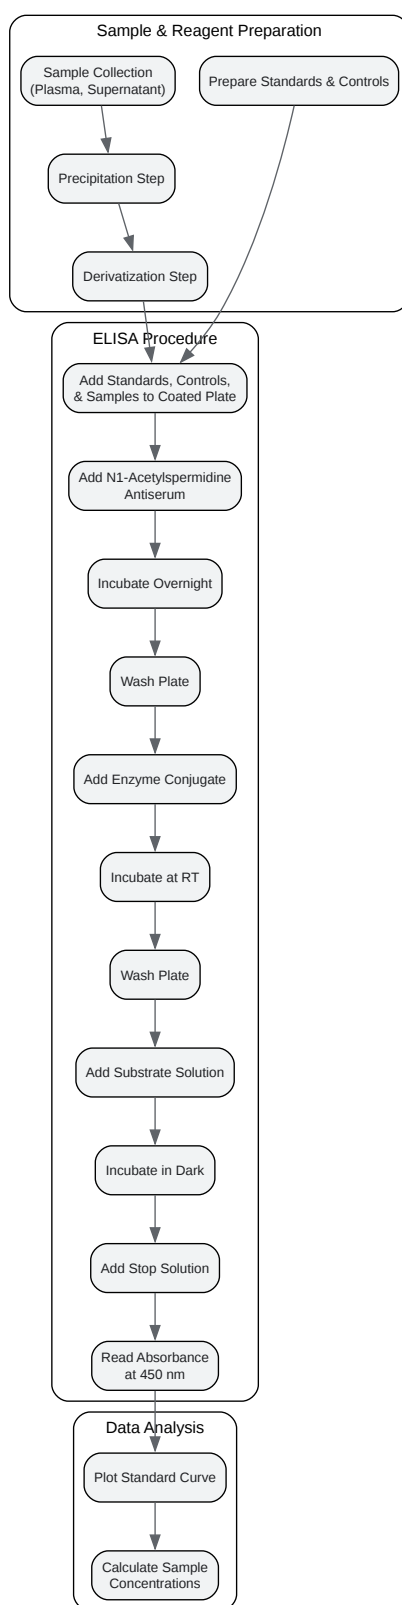 Sample & Reagent Preparation
Sample Collection
(Plasma, Supernatant)
Prepare Standards & Controls
Precipitation Step
Derivatization Step
ELISA Procedure
Add Standards, Controls,
& Samples to Coated Plate
Add N1-Acetylspermidine
Antiserum
Incubate Overnight
Wash Plate
Add Enzyme Conjugate
Incubate at RT
Wash Plate
Add Substrate Solution
Incubate in Dark
Add Stop Solution
Read Absorbance
at 450 nm
Data Analysis
Plot Standard Curve
Calculate Sample
Concentrations